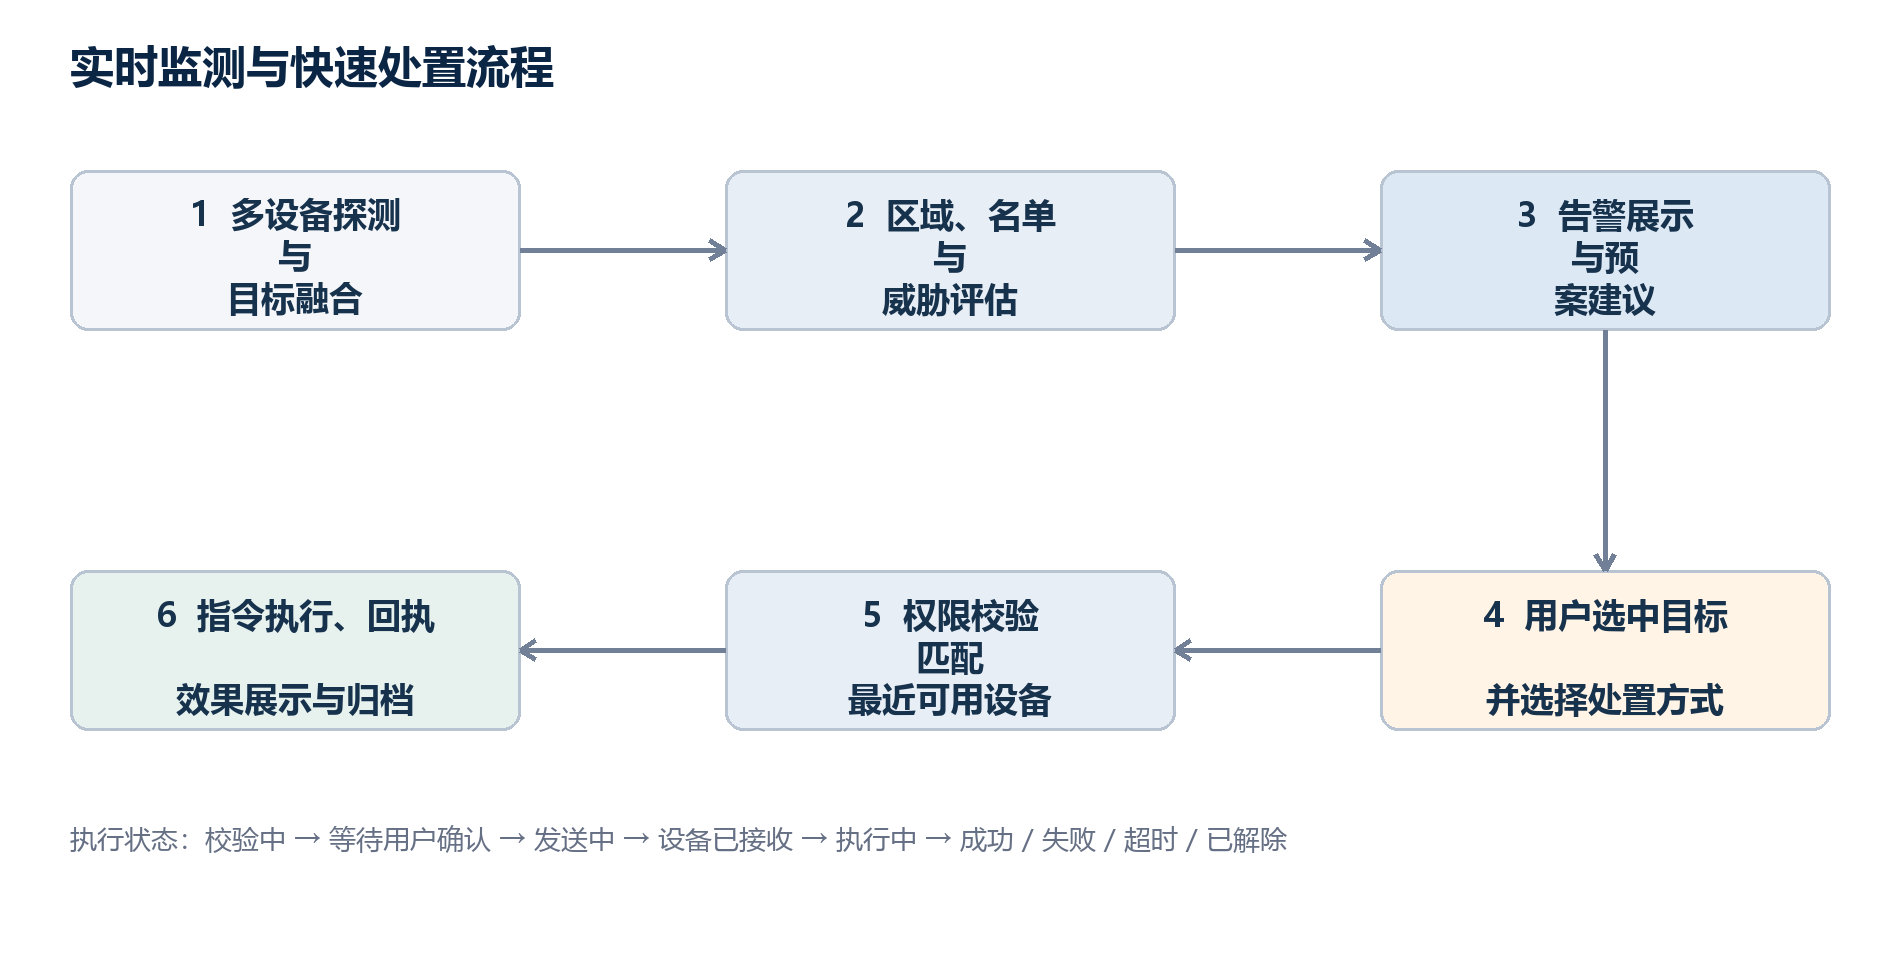 实时监测与快速处置流程
1 多设备探测
与
目标融合
2 区域、名单
与
威胁评估
3 告警展示
与预
案建议
4 用户选中目标
并选择处置方式
5 权限校验
匹配
最近可用设备
6 指令执行、回执
效果展示与归档
执行状态：校验中 → 等待用户确认 → 发送中 → 设备已接收 → 执行中 → 成功 / 失败 / 超时 / 已解除